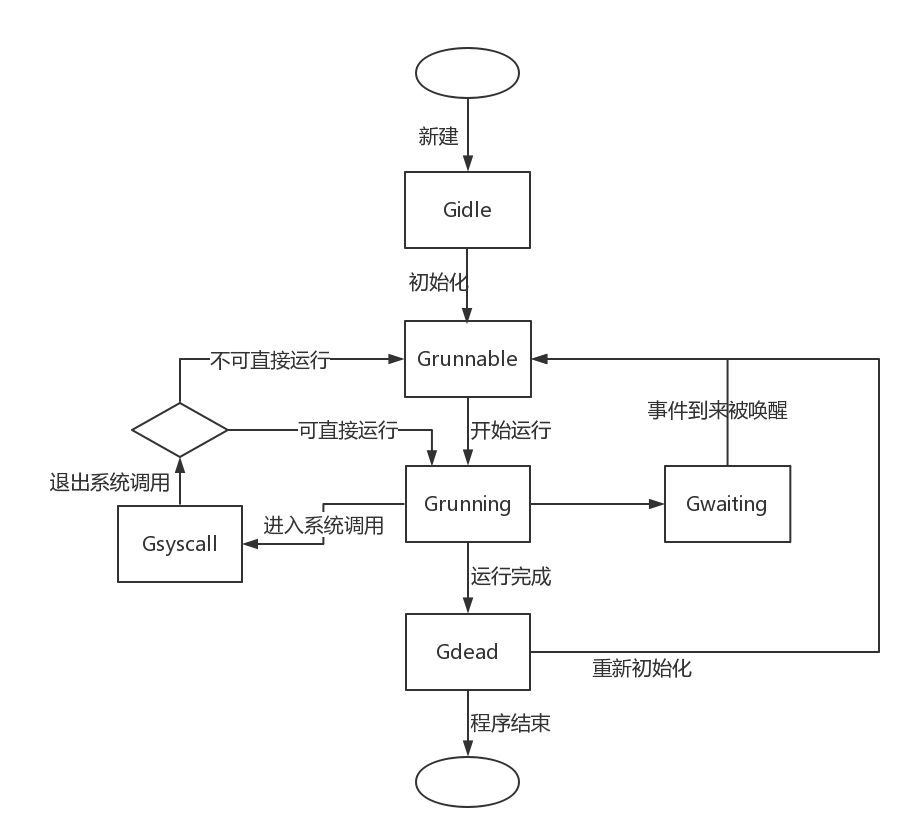 新建
Gidle
初始化
不可直接运行
Grunnable
事件到来被唤醒
可直接运行
开始运行
退出系统调用
Grunning
Gwaiting
进入系统调用
Gsyscall
运行完成
Gdead
重新初始化
程序结束